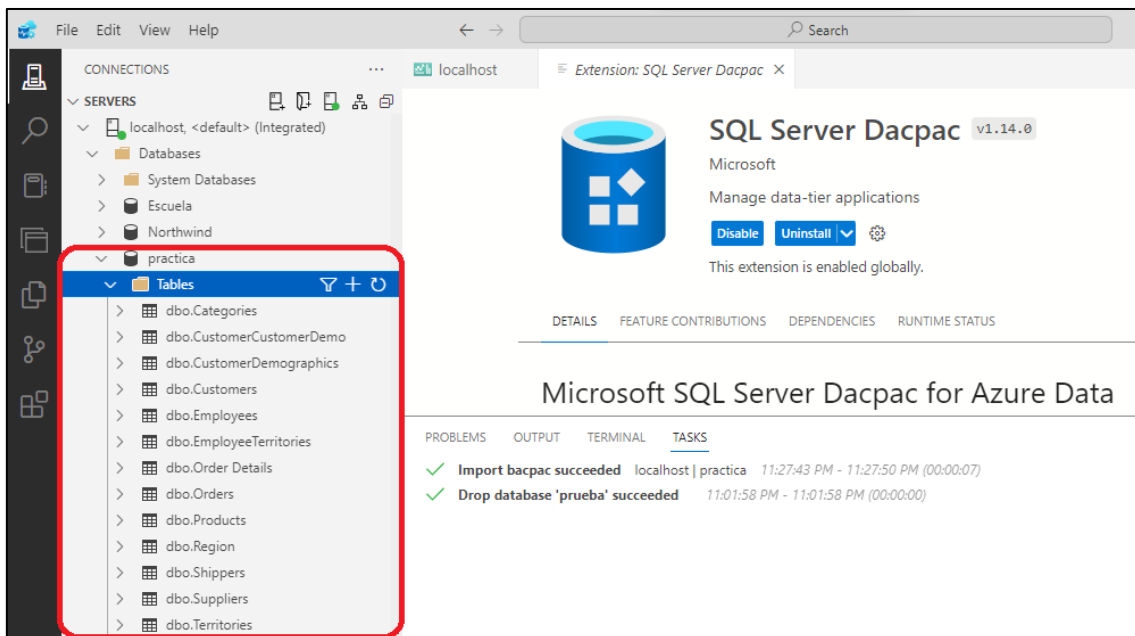 File Edit View Help
Search
CONNECTIONS
SERVERS
localhost, <default> (Integrated)
Databases
System Databases
Escuela
Northwind
practica
Tables
dbo.Categories
dbo.CustomerCustomerDemo
dbo.CustomerDemographics
dbo.Customers
dbo.Employees
dbo.EmployeeTerritories
dbo.Order Details
dbo.Orders
dbo.Products
dbo.Region
dbo.Shippers
dbo.Suppliers
dbo.Territories
localhost Extension: SQL Server Dacpac
SQL Server Dacpac v1.14.0
Microsoft
Manage data-tier applications
Disable Uninstall
This extension is enabled globally.
DETAILS FEATURE CONTRIBUTIONS DEPENDENCIES RUNTIME STATUS
Microsoft SQL Server Dacpac for Azure Data
PROBLEMS OUTPUT TERMINAL TASKS
Import bacpac succeeded localhost | practica 11:27:43 PM - 11:27:50 PM (00:00:07)
Drop database 'prueba' succeeded 11:01:58 PM - 11:01:58 PM (00:00:00)